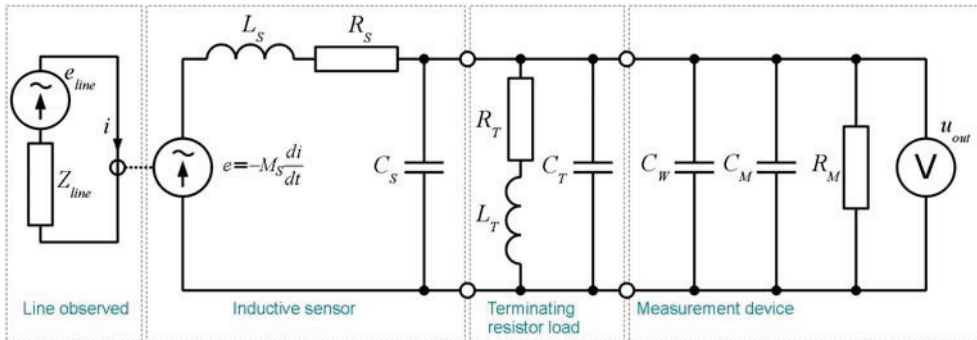 L_S
R_S
e_line
i
Z_line
e=-M_S di/dt
C_S
R_T
L_T
C_T
C_W
C_M
R_M
u_out
V
Line observed
Inductive sensor
Terminating
resistor load
Measurement device